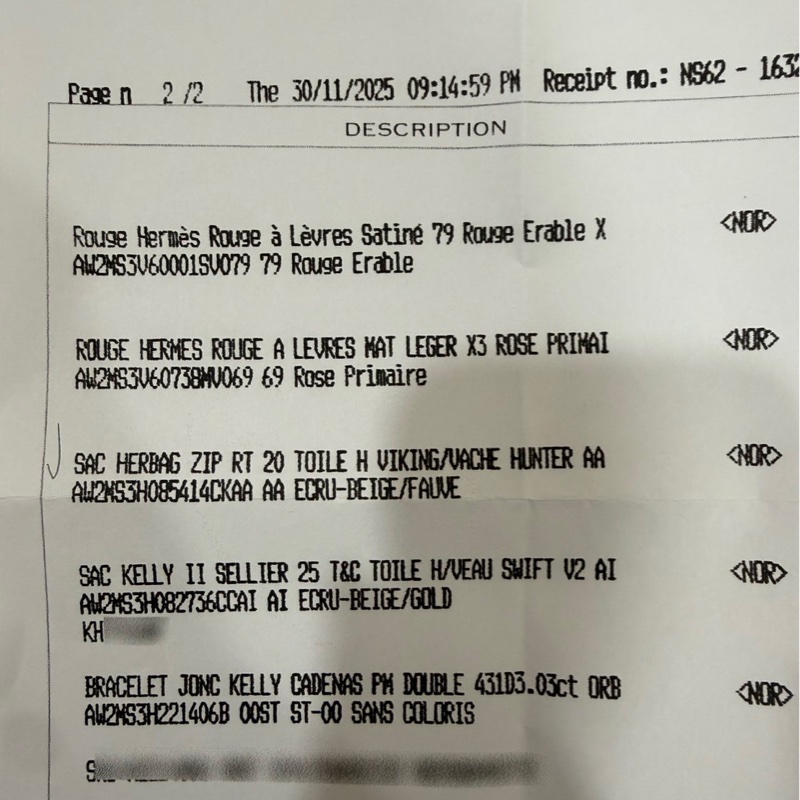 Page n 2 /2 The 30/11/2025 09:14:59 PM Receipt no.: NS62 - 1632
DESCRIPTION
Rouge Hermès Rouge à Lèvres Satiné 79 Rouge Erable X <NOR>
AW2MS3V60001SV079 79 Rouge Erable
ROUGE HERMES ROUGE A LEVRES MAT LEGER X3 ROSE PRIMAI <NOR>
AW2MS3V60738MV069 69 Rose Primaire
SAC HERBAG ZIP RT 20 TOILE H VIKING/VACHE HUNTER AA <NOR>
AW2MS3H085414CKAA AA ECRU-BEIGE/FAUVE
SAC KELLY II SELLIER 25 T&C TOILE H/VEAU SWIFT V2 AI <NOR>
AW2MS3H082736CCAI AI ECRU-BEIGE/GOLD
KH
BRACELET JONC KELLY CADENAS PM DOUBLE 431D3.03ct ORB <NOR>
AW2MS3H221406B 00ST ST-00 SANS COLORIS